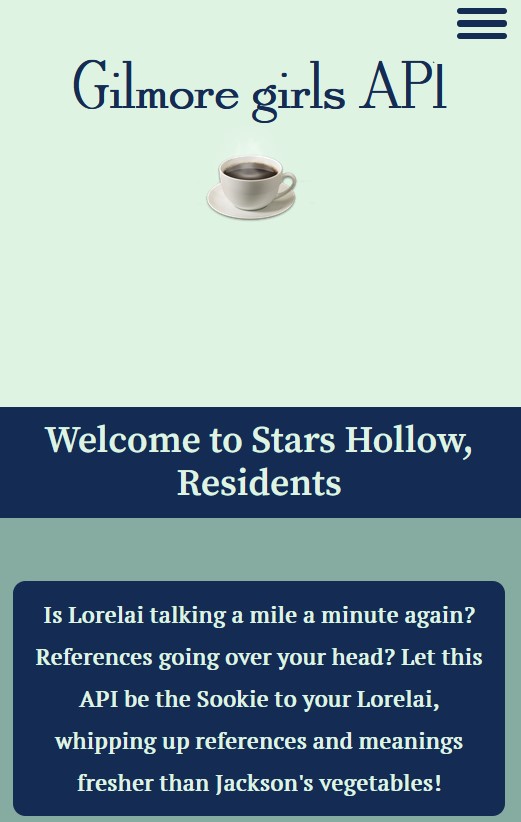 Gilmore girls API
Welcome to Stars Hollow,
Residents
Is Lorelai talking a mile a minute again?
References going over your head? Let this
API be the Sookie to your Lorelai,
whipping up references and meanings
fresher than Jackson's vegetables!